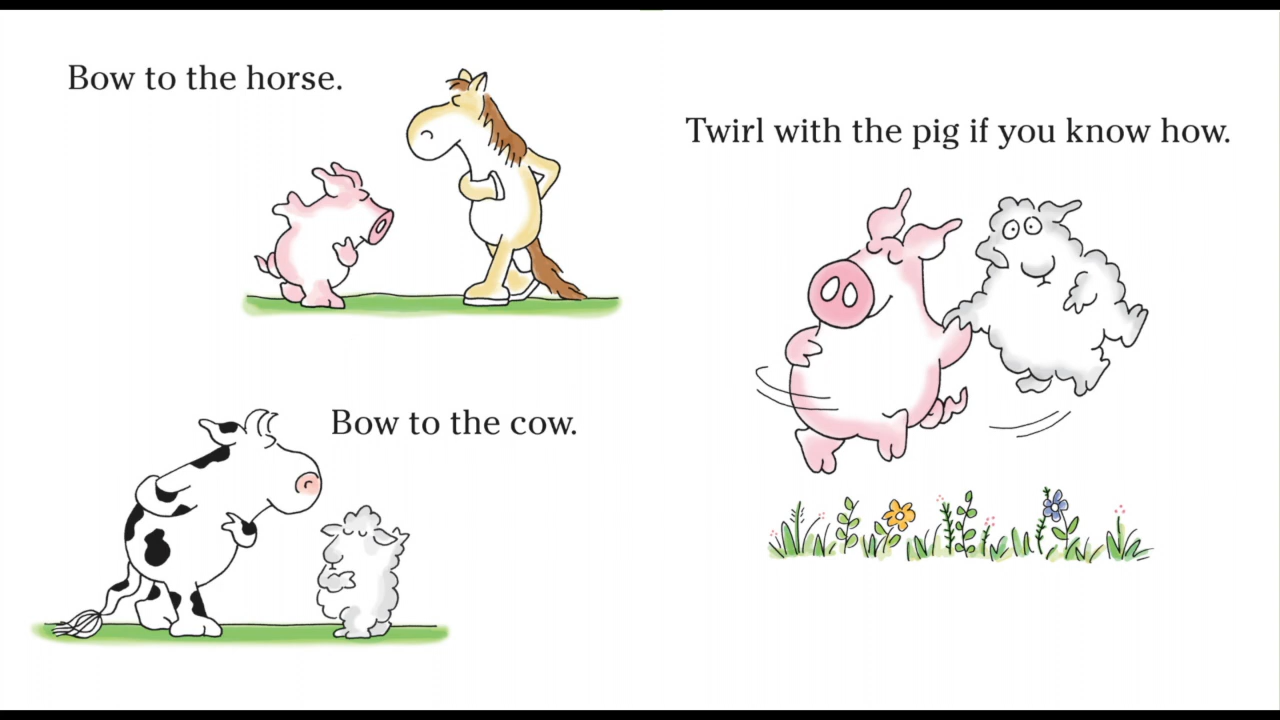 Bow to the horse.
Bow to the cow.
Twirl with the pig if you know how.